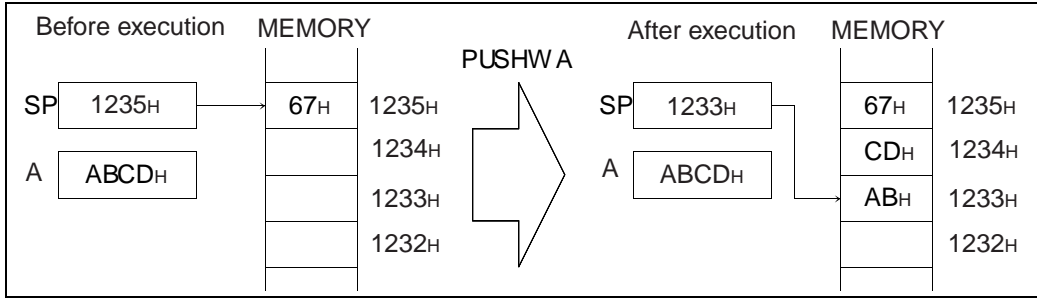 Before execution MEMORY
SP 1235H 67H 1235H
1234H
A ABCDH
1233H
1232H
PUSHW A
After execution MEMORY
SP 1233H 67H 1235H
CDH 1234H
A ABCDH
ABH 1233H
1232H